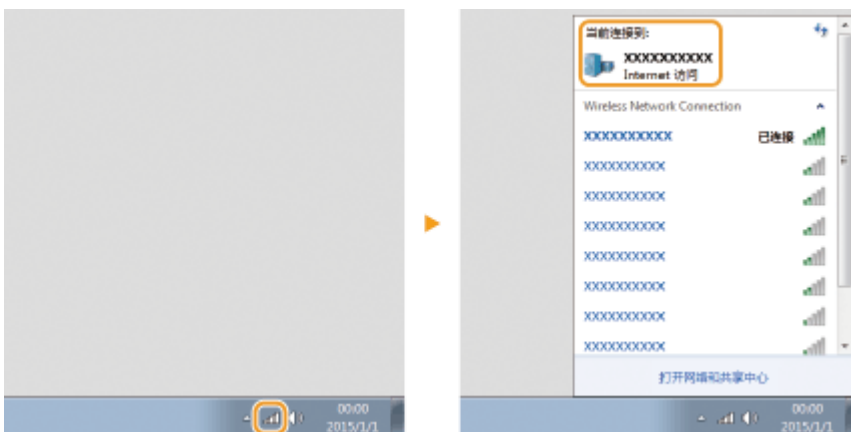 00:00
2015/1/1
当前连接到:
XXXXXXXXXX
Internet 访问
Wireless Network Connection
XXXXXXXXXX 已连接
XXXXXXXXXX
XXXXXXXXXX
XXXXXXXXXX
XXXXXXXXXX
XXXXXXXXXX
XXXXXXXXXX
XXXXXXXXXX
打开网络和共享中心
00:00
2015/1/1